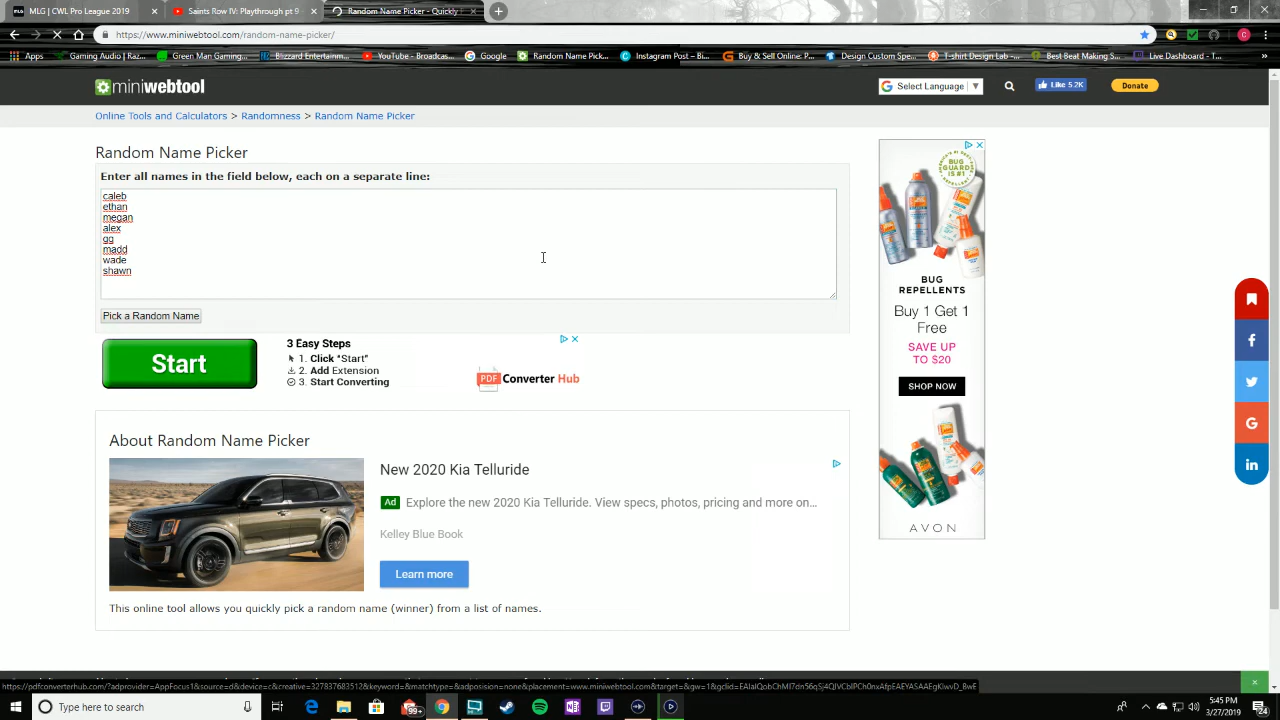 MLG | CWL Pro League 2019
Saints Row IV: Playthrough pt 9
Random Name Picker - Quickly
https://www.miniwebtool.com/random-name-picker/
Apps Gaming Audio | Raz... Green Man Gaming... Blizzard Entertainm... YouTube - Broadcas... Google Random Name Pick... Instagram Post – Bi... Buy & Sell Online: P... Design Custom Spe... T-shirt Design Lab -... Best Beat Making S... Live Dashboard - T...
miniwebtool
Select Language
Like 5.2K
Donate
Online Tools and Calculators > Randomness > Random Name Picker
Random Name Picker
Enter all names in the field below, each on a separate line:
caleb
ethan
megan
alex
gg
madd
wade
shawn
Pick a Random Name
Start
3 Easy Steps
1. Click "Start"
2. Add Extension
3. Start Converting
PDF Converter Hub
BUG GUARD IS #1
REPELLENT
BUG
REPELLENTS
Buy 1 Get 1
Free
SAVE UP
TO $20
SHOP NOW
AVON
About Random Name Picker
New 2020 Kia Telluride
Ad Explore the new 2020 Kia Telluride. View specs, photos, pricing and more on...
Kelley Blue Book
Learn more
This online tool allows you quickly pick a random name (winner) from a list of names.
Type here to search
5:45 PM
3/27/2019
24